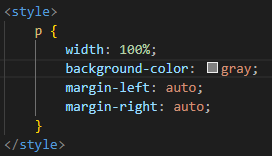 <style>
p {
width: 100%;
background-color: gray;
margin-left: auto;
margin-right: auto;
}
</style>